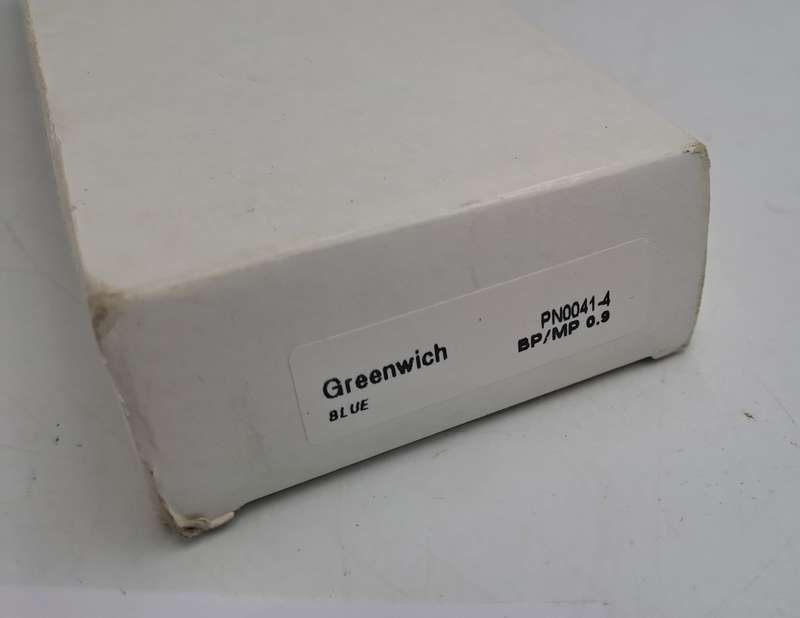 Greenwich
BLUE
PN0041-4
BP/MP 0.9